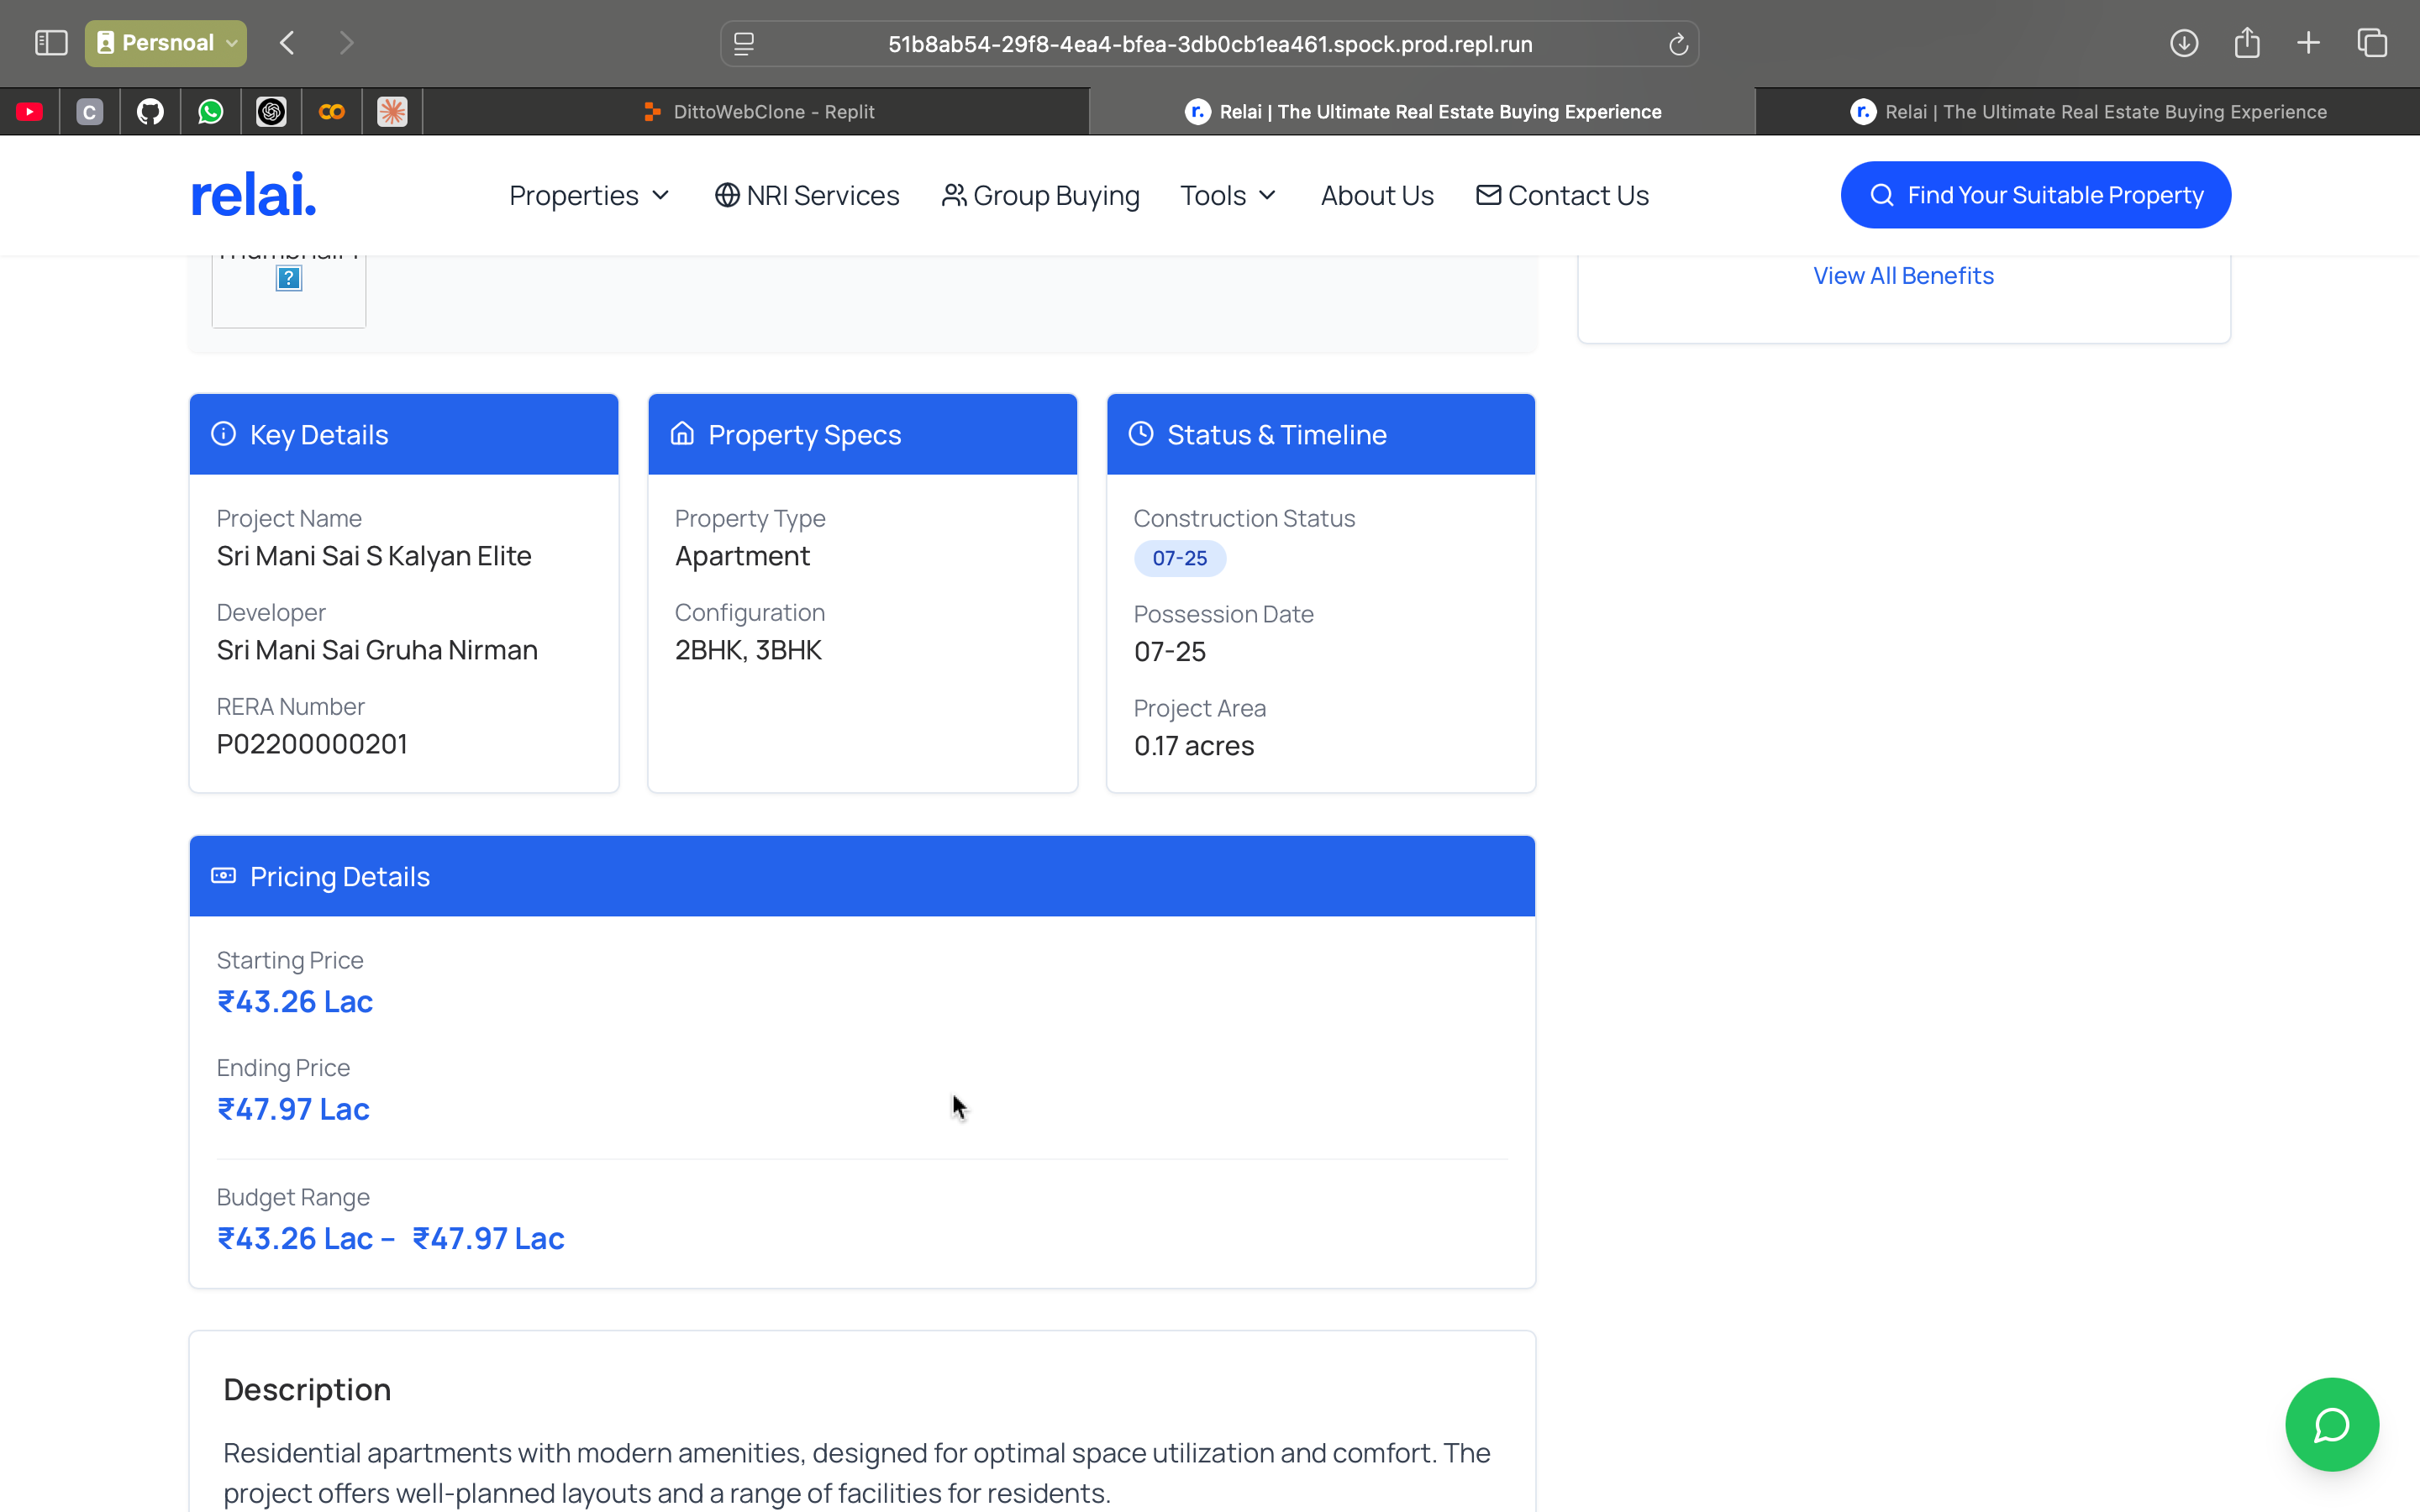 Persnoal
51b8ab54-29f8-4ea4-bfea-3db0cb1ea461.spock.prod.repl.run
C
DittoWebClone - Replit
r. Relai | The Ultimate Real Estate Buying Experience
r. Relai | The Ultimate Real Estate Buying Experience
relai.
Properties
NRI Services
Group Buying
Tools
About Us
Contact Us
Find Your Suitable Property
?
View All Benefits
Key Details
Project Name
Sri Mani Sai S Kalyan Elite
Developer
Sri Mani Sai Gruha Nirman
RERA Number
P02200000201
Property Specs
Property Type
Apartment
Configuration
2BHK, 3BHK
Status & Timeline
Construction Status
07-25
Possession Date
07-25
Project Area
0.17 acres
Pricing Details
Starting Price
₹43.26 Lac
Ending Price
₹47.97 Lac
Budget Range
₹43.26 Lac – ₹47.97 Lac
Description
Residential apartments with modern amenities, designed for optimal space utilization and comfort. The
project offers well-planned layouts and a range of facilities for residents.